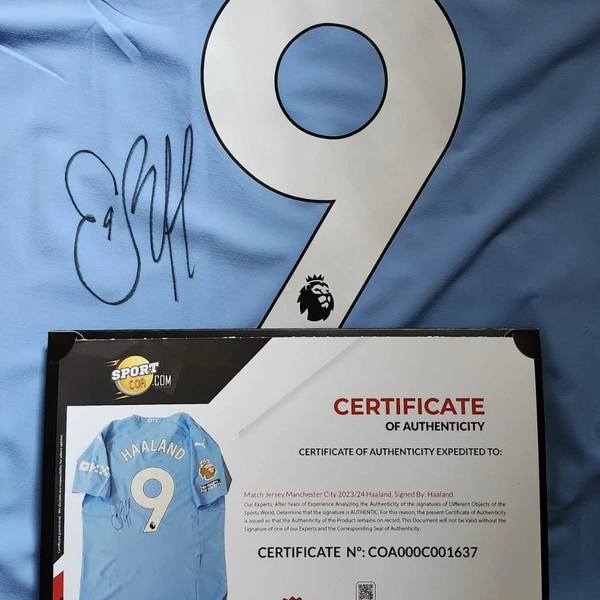 9
SPORT
COA .COM
CERTIFICATE
OF AUTHENTICITY
CERTIFICATE OF AUTHENTICITY EXPEDITED TO:
HAALAND
9
Match Jersey Manchester City 2023/24 Haaland, Signed By: Haaland
Our Experts, After Years of Experience Analyzing the Authenticity of the signatures of Different Objects of the
Sports World, Determine that the signature is AUTHENTIC. For this reason, the present Certificate of Authenticity
is issued so that the Authenticity of the Product remains on record. This Document will not be Valid without the
Signature of one of our Experts and the Corresponding Seal of Authenticity.
CERTIFICATE Nº: COA000C001637